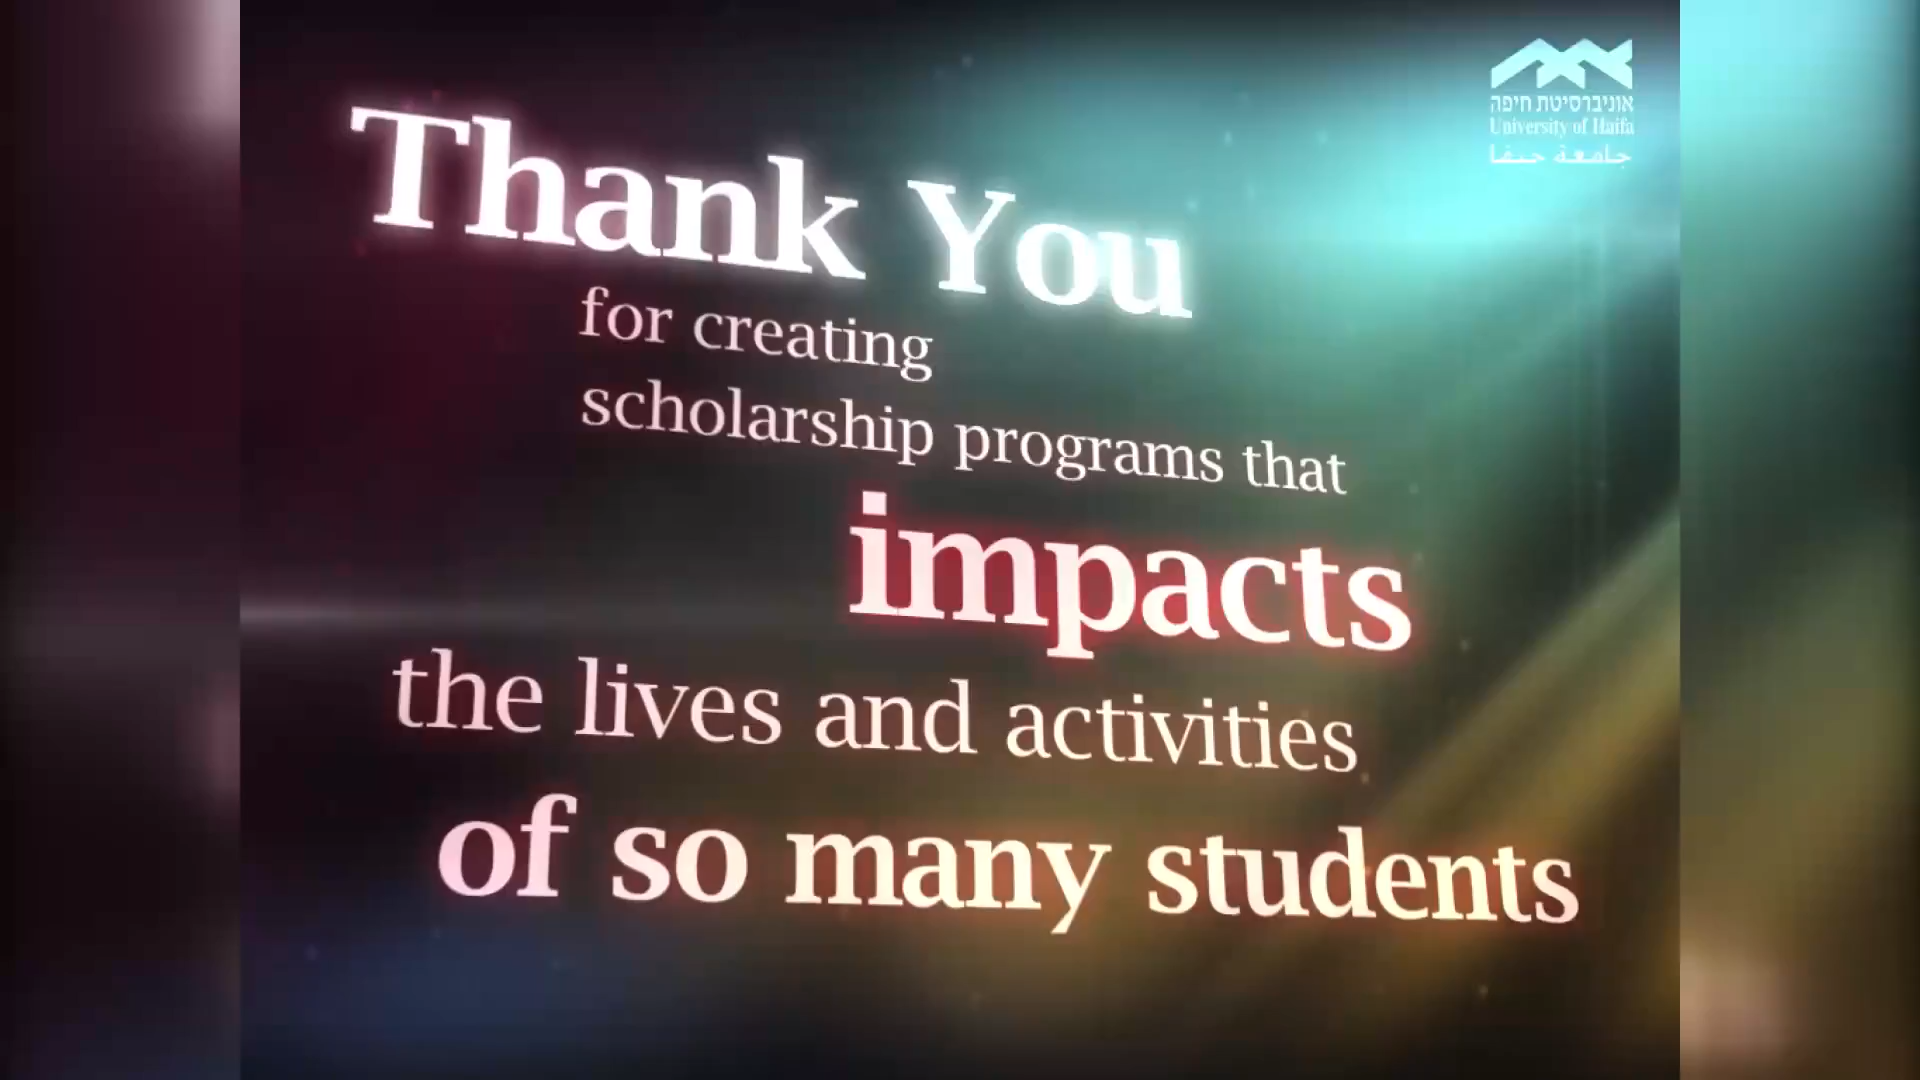 אוניברסיטת חיפה
University of Haifa
جامعة حيفا
Thank You
for creating
scholarship programs that
impacts
the lives and activities
of so many students